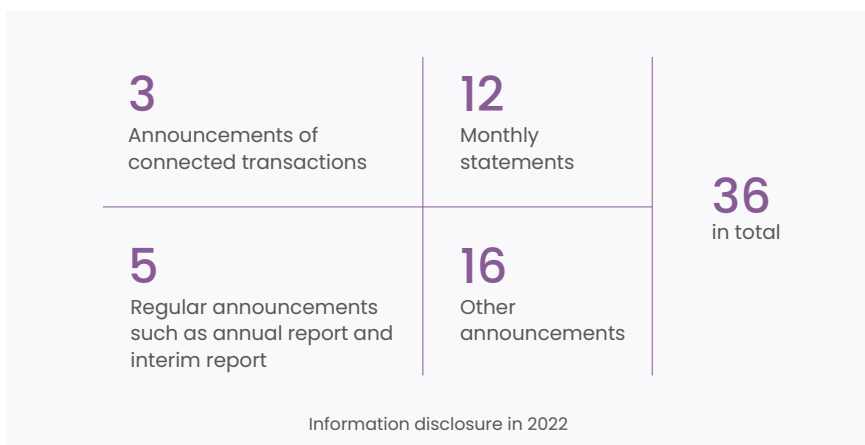 3
Announcements of
connected transactions
12
Monthly
statements
5
Regular announcements
such as annual report and
interim report
16
Other
announcements
36
in total
Information disclosure in 2022